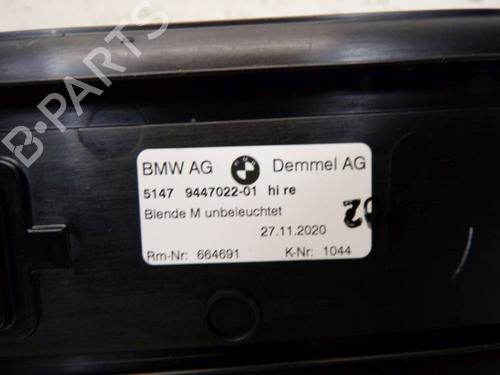 BMW AG Demmel AG
5147 9447022-01 hi re
Blende M unbeleuchtet
27.11.2020
Rm-Nr: 664691 K-Nr: 1044
B-PARTS